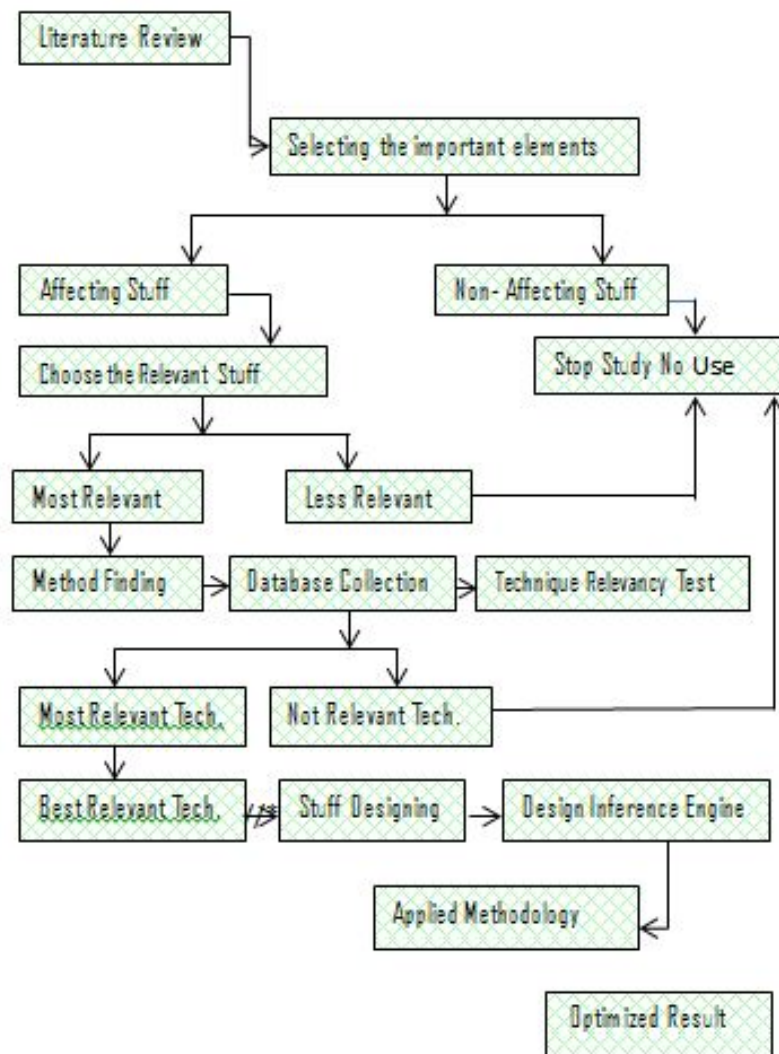 Literature Review
Selecting the important elements
Affecting Stuff
Non- Affecting Stuff
Choose the Relevant Stuff
Stop Study No Use
Most Relevant
Less Relevant
Method Finding
Database Collection
Technique Relevancy Test
Most Relevant Tech.
Not Relevant Tech.
Best Relevant Tech.
Stuff Designing
Design Inference Engine
Applied Methodology
Optimized Result